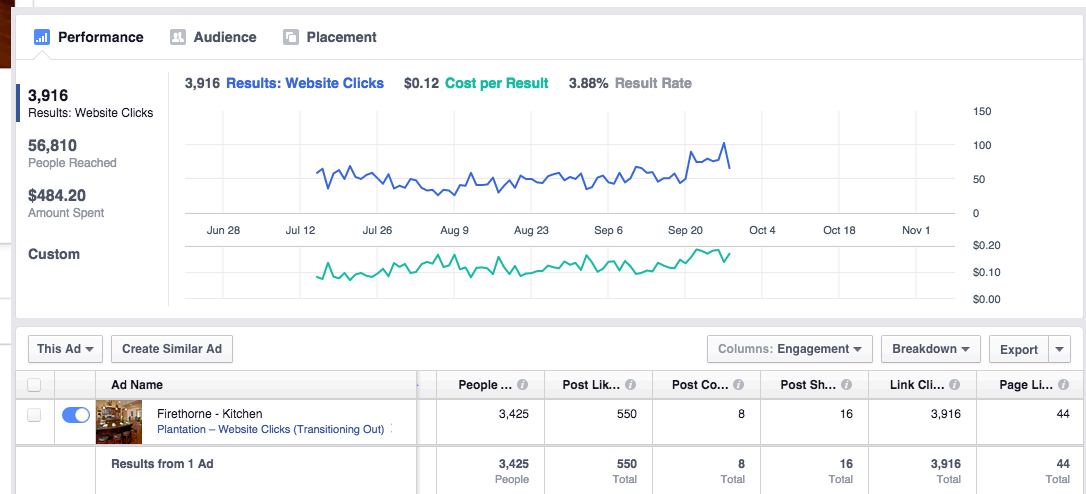 Performance Audience Placement
3,916 Results: Website Clicks $0.12 Cost per Result 3.88% Result Rate
3,916
Results: Website Clicks
56,810
People Reached
$484.20
Amount Spent
Custom
150
100
50
0
Jun 28 Jul 12 Jul 26 Aug 9 Aug 23 Sep 6 Sep 20 Oct 4 Oct 18 Nov 1
$0.20
$0.10
$0.00
This Ad Create Similar Ad Columns: Engagement Breakdown Export
Ad Name People ... Post Lik... Post Co... Post Sh... Link Cli... Page Li...
Firethorne - Kitchen 3,425 550 8 16 3,916 44
Plantation – Website Clicks (Transitioning Out)
Results from 1 Ad 3,425 550 8 16 3,916 44
People Total Total Total Total Total